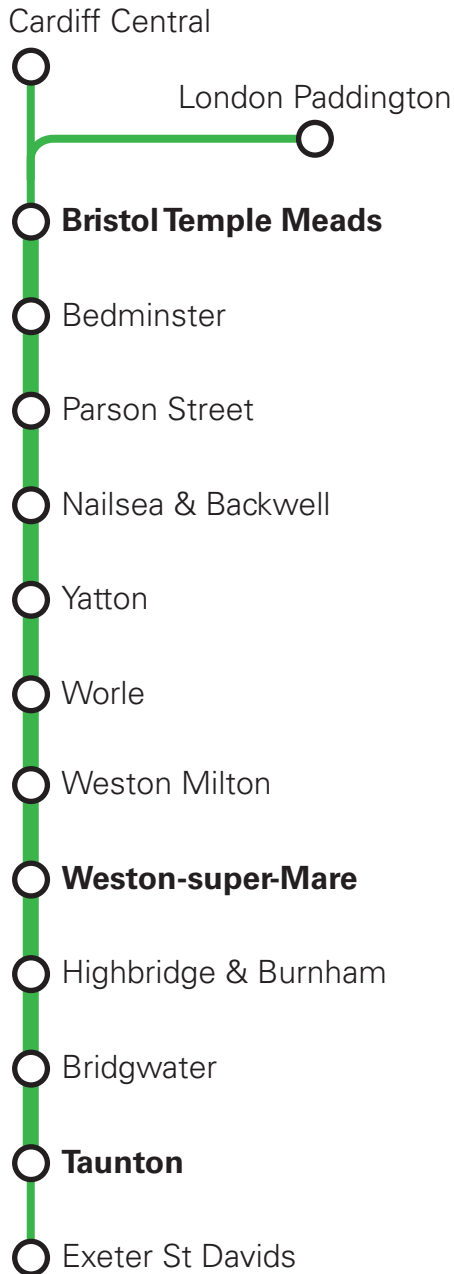 Cardiff Central
London Paddington
Bristol Temple Meads
Bedminster
Parson Street
Nailsea & Backwell
Yatton
Worle
Weston Milton
Weston-super-Mare
Highbridge & Burnham
Bridgwater
Taunton
Exeter St Davids